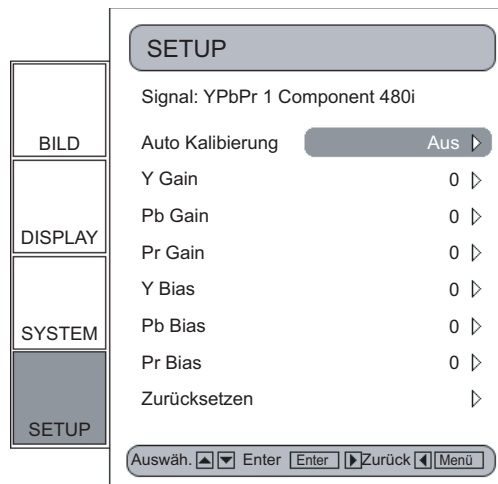 SETUP
Signal: YPbPr 1 Component 480i
BILD
DISPLAY
SYSTEM
SETUP
Auto Kalibierung Aus
Y Gain 0
Pb Gain 0
Pr Gain 0
Y Bias 0
Pb Bias 0
Pr Bias 0
Zurücksetzen
Auswäh. Enter Enter Zurück Menü